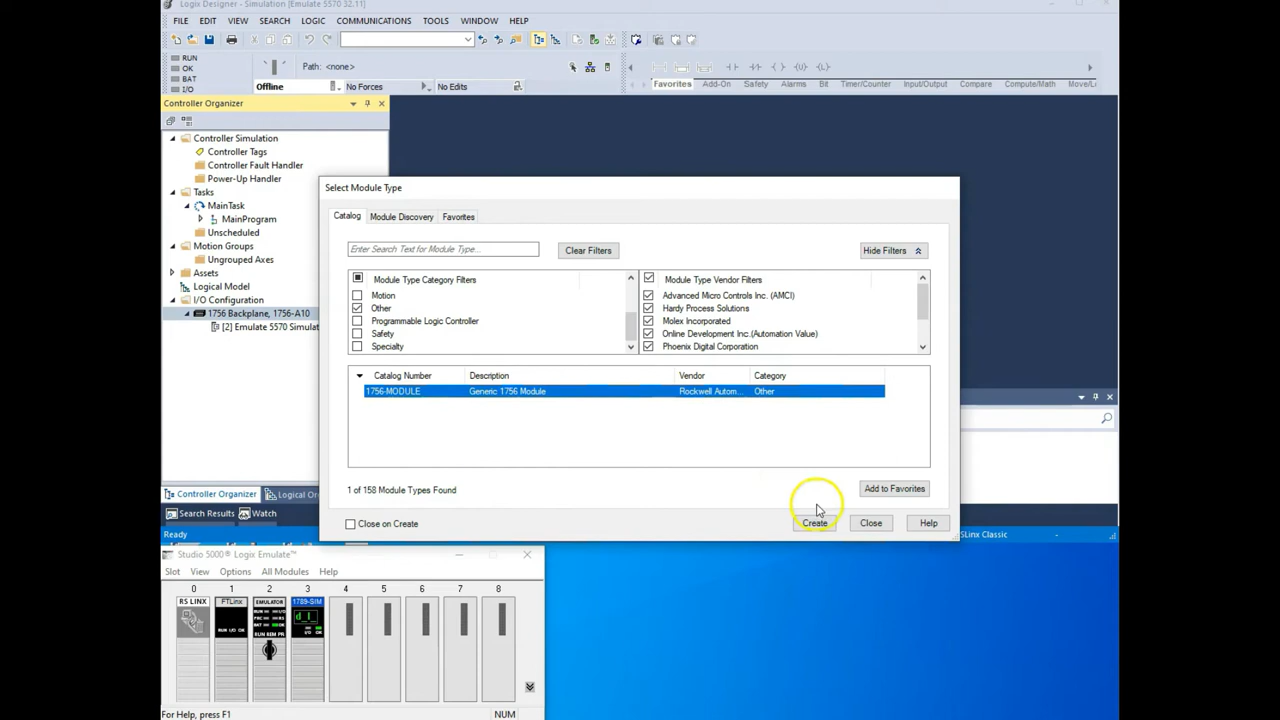 Logix Designer - Simulation [Emulate 5570 32.11]
FILE EDIT VIEW SEARCH LOGIC COMMUNICATIONS TOOLS WINDOW HELP
RUN
OK
BAT
I/O
Path: <none>
Offline No Forces No Edits
Favorites Add-On Safety Alarms Bit Timer/Counter Input/Output Compare Compute/Math Move/L
Controller Organizer
Controller Simulation
Controller Tags
Controller Fault Handler
Power-Up Handler
Tasks
MainTask
MainProgram
Unscheduled
Motion Groups
Ungrouped Axes
Assets
Logical Model
I/O Configuration
1756 Backplane, 1756-A10
[2] Emulate 5570 Simulat
Controller Organizer Logical Or
Search Results Watch
Ready
SLinx Classic
Select Module Type
Catalog Module Discovery Favorites
Enter Search Text for Module Type...
Clear Filters
Hide Filters
Module Type Category Filters
Motion
Other
Programmable Logic Controller
Safety
Specialty
Module Type Vendor Filters
Advanced Micro Controls Inc. (AMCI)
Hardy Process Solutions
Molex Incorporated
Online Development Inc.(Automation Value)
Phoenix Digital Corporation
Catalog Number Description Vendor Category
1756-MODULE Generic 1756 Module Rockwell Autom... Other
1 of 158 Module Types Found
Add to Favorites
Close on Create
Create Close Help
Studio 5000® Logix Emulate™
Slot View Options All Modules Help
0 1 2 3 4 5 6 7 8
RS LINX FTLinx EMULATOR 1789-SIM
RUN I/O OK
RUN REM PR
For Help, press F1
NUM